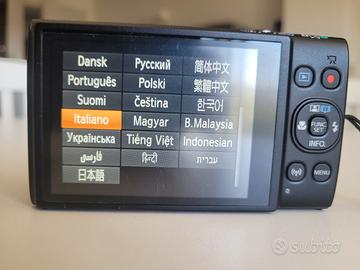 Dansk Русский 简体中文
Português Polski 繁體中文
Suomi Čeština 한국어
Italiano Magyar B.Malaysia
Українська Tiếng Việt Indonesian
فارسی हिन्दी עברית
日本語
FUNC.
SET
INFO.
MENU
subito